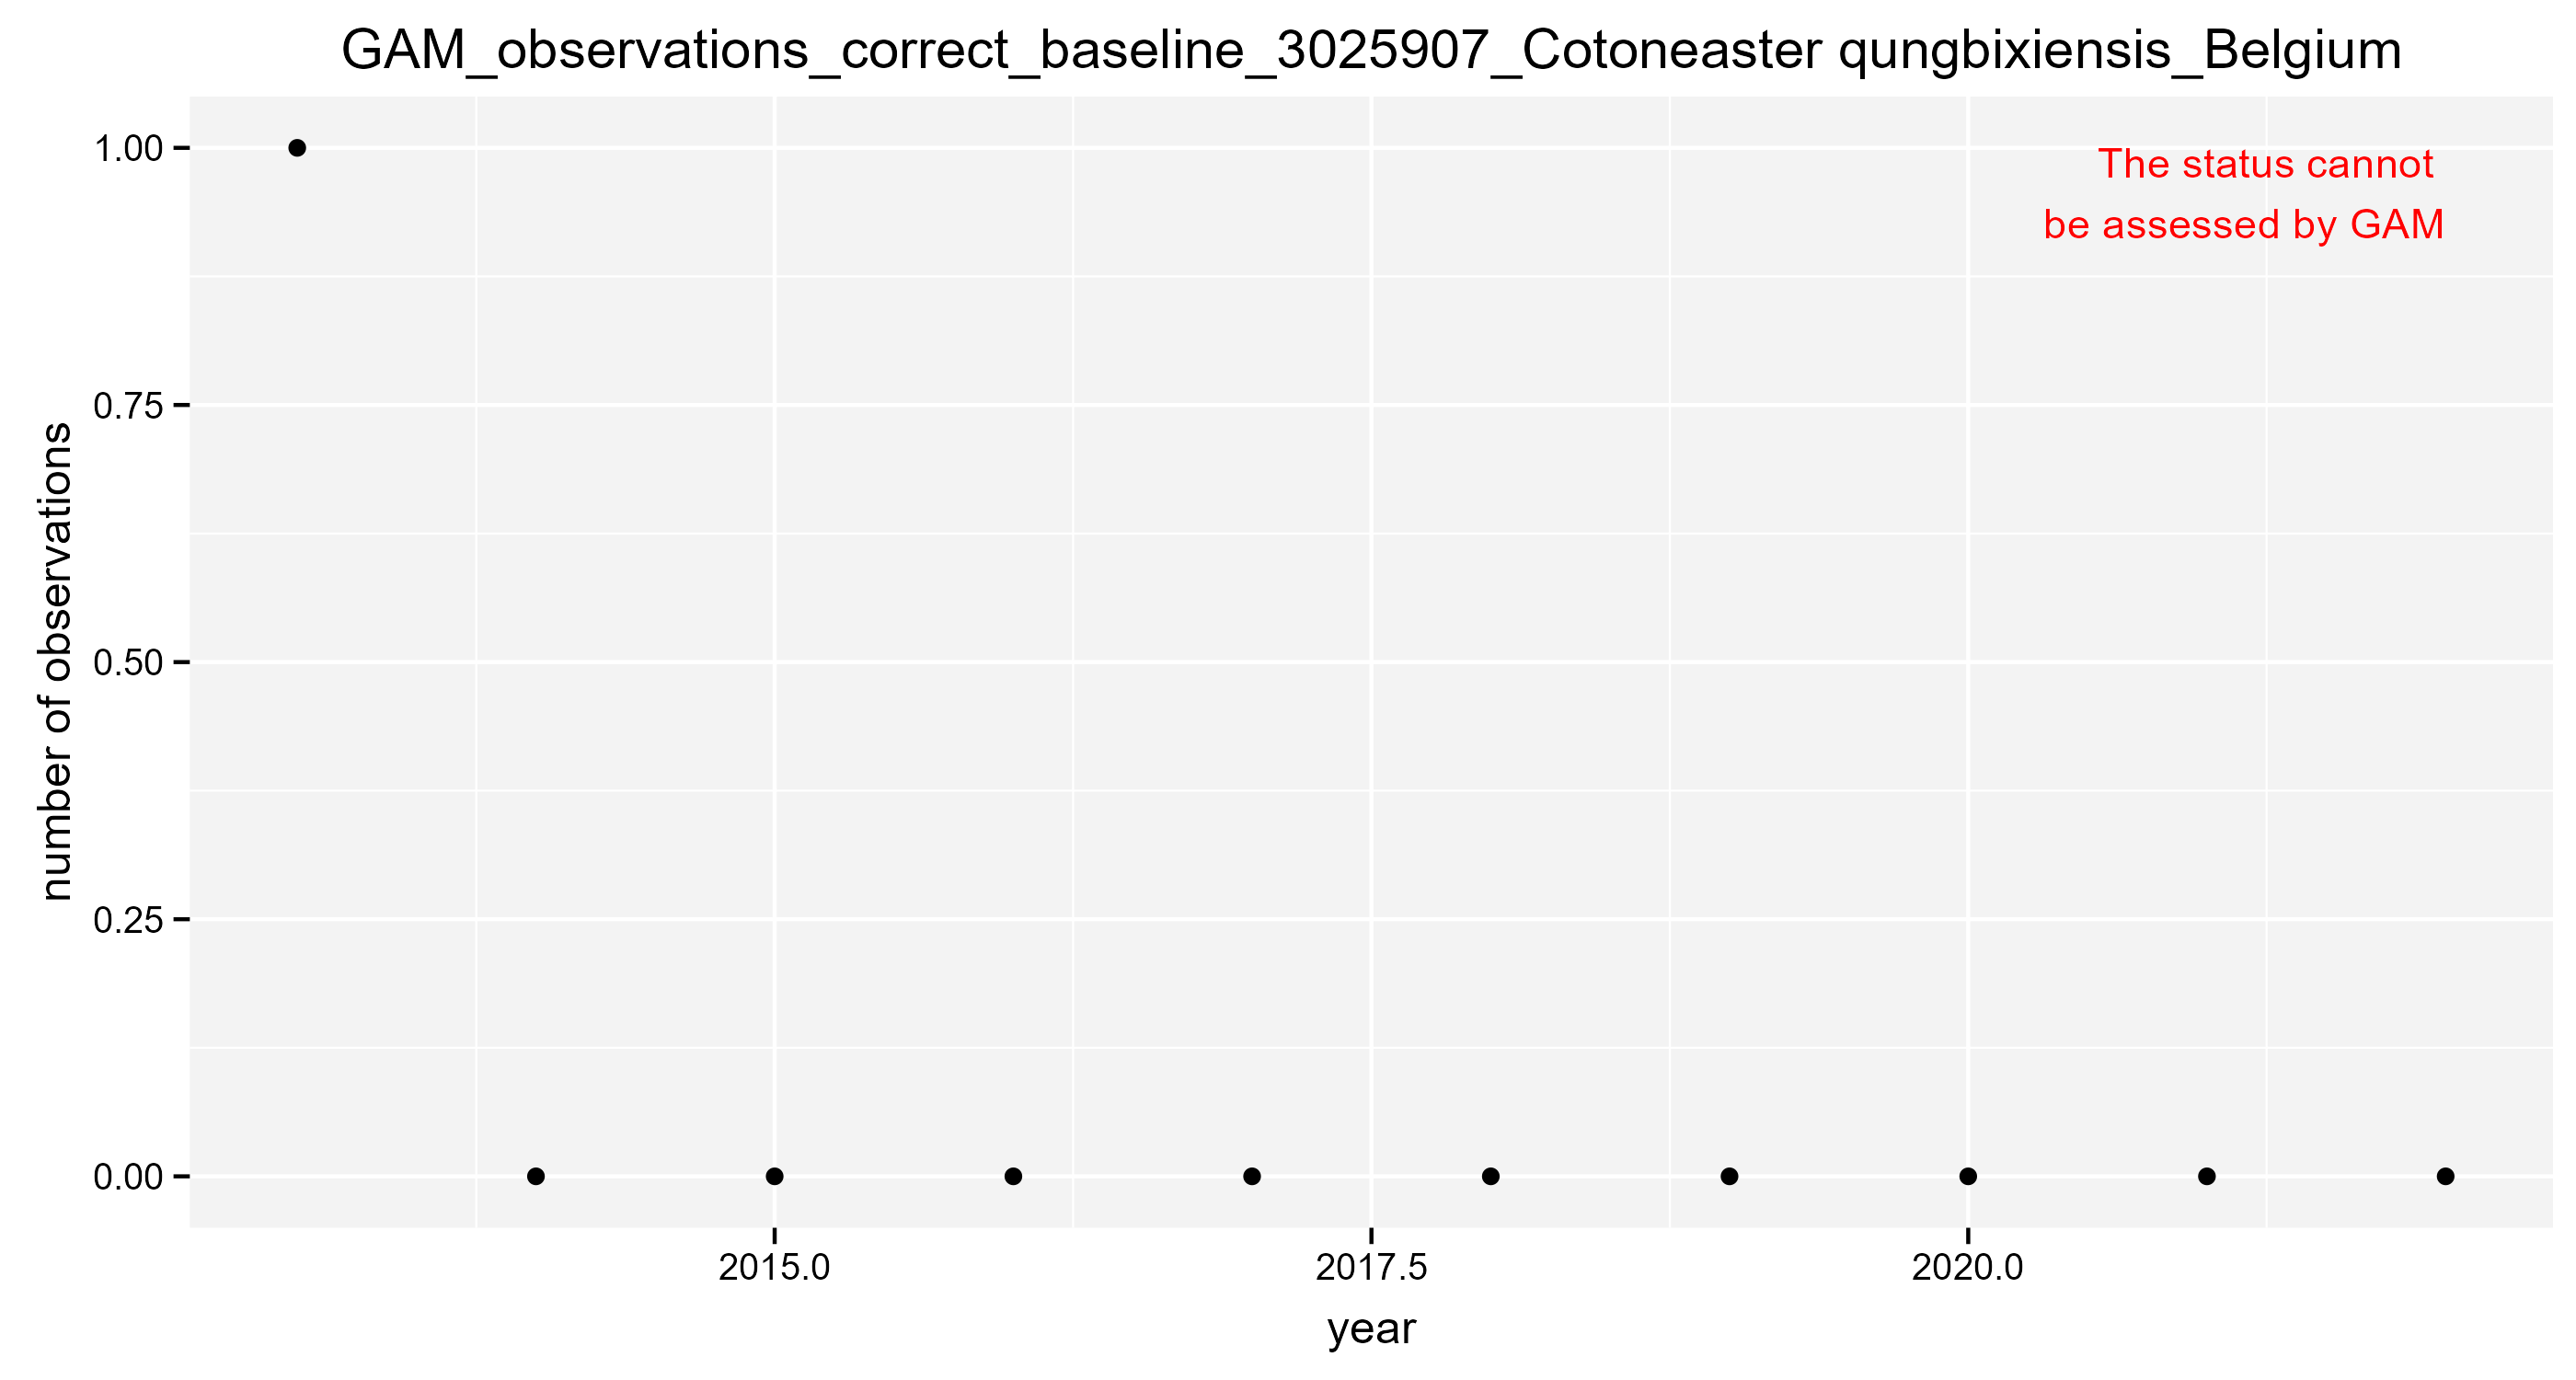 GAM_observations_correct_baseline_3025907_Cotoneaster qungbixiensis_Belgium
The status cannot
be assessed by GAM
1.00
0.75
0.50
0.25
0.00
number of observations
2015.0
2017.5
2020.0
year